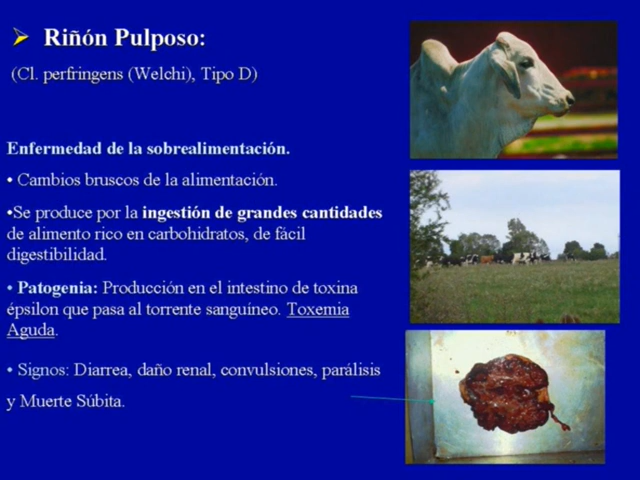 ➢ Riñón Pulposo:
(Cl. perfringens (Welchi), Tipo D)
Enfermedad de la sobrealimentación.
• Cambios bruscos de la alimentación.
•Se produce por la ingestión de grandes cantidades
de alimento rico en carbohidratos, de fácil
digestibilidad.
• Patogenia: Producción en el intestino de toxina
épsilon que pasa al torrente sanguíneo. Toxemia
Aguda.
• Signos: Diarrea, daño renal, convulsiones, parálisis
y Muerte Súbita.